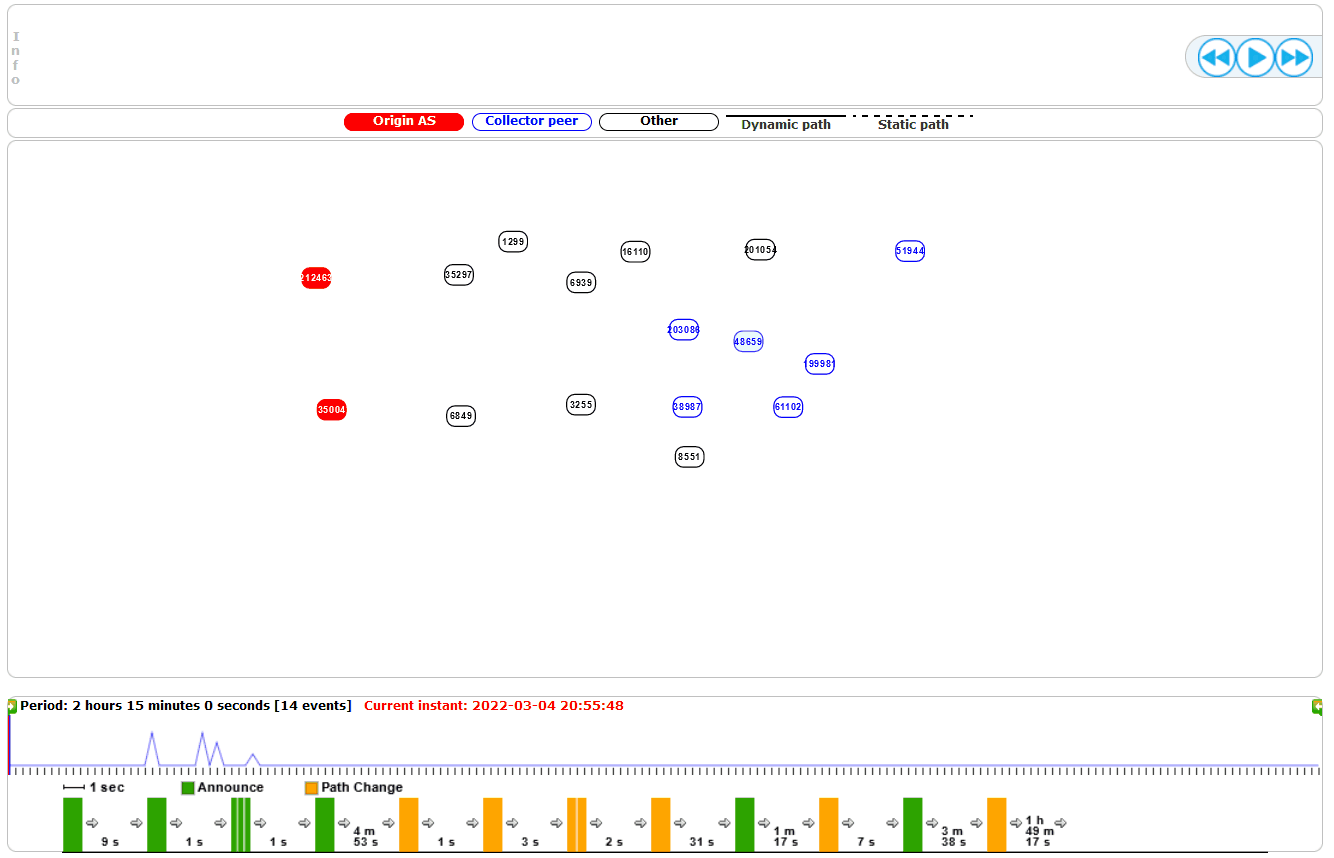 Info
Origin AS Collector peer Other Dynamic path Static path
1299
16110 201054 51944
212463 35297 6939
203086
48659
199981
35004 6849 3255 38987 61102
8551
Period: 2 hours 15 minutes 0 seconds [14 events] Current instant: 2022-03-04 20:55:48
1 sec Announce Path Change
9 s 1 s 1 s 4 m 53 s 1 s 3 s 2 s 31 s 1 m 17 s 7 s 3 m 38 s 1 h 49 m 17 s